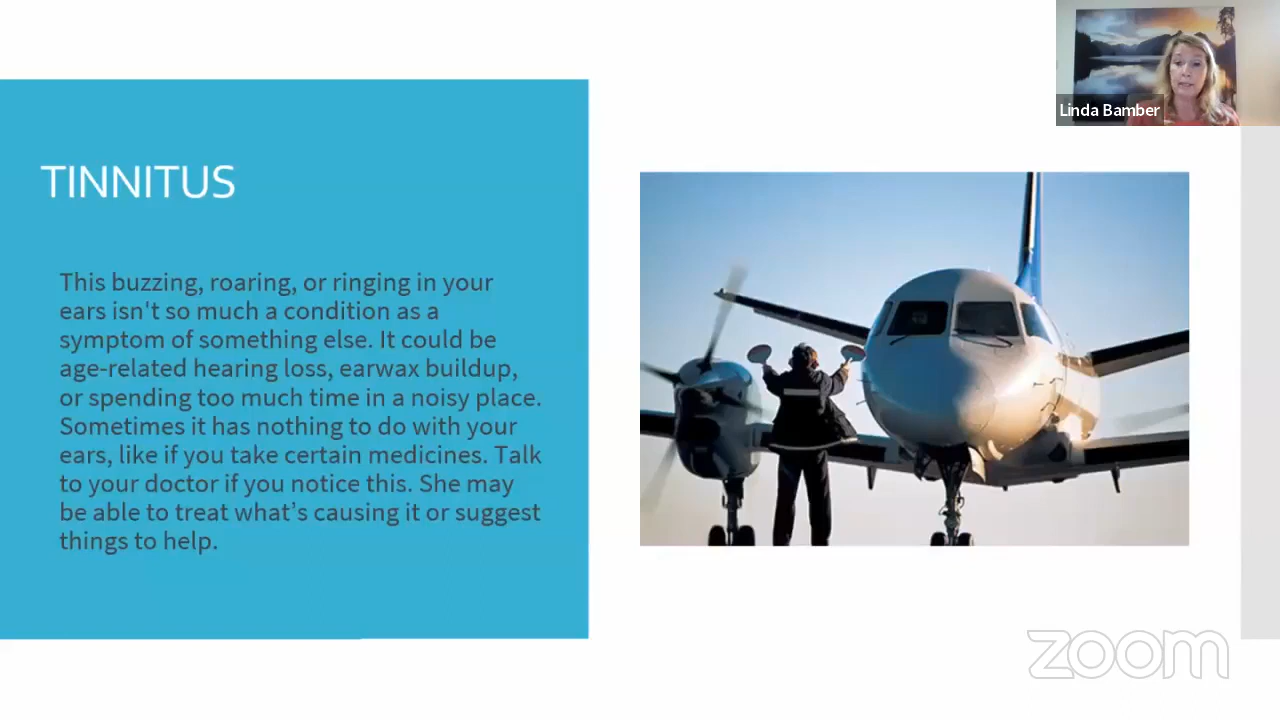 Linda Bamber
TINNITUS
This buzzing, roaring, or ringing in your
ears isn't so much a condition as a
symptom of something else. It could be
age-related hearing loss, earwax buildup,
or spending too much time in a noisy place.
Sometimes it has nothing to do with your
ears, like if you take certain medicines. Talk
to your doctor if you notice this. She may
be able to treat what’s causing it or suggest
things to help.
zoom